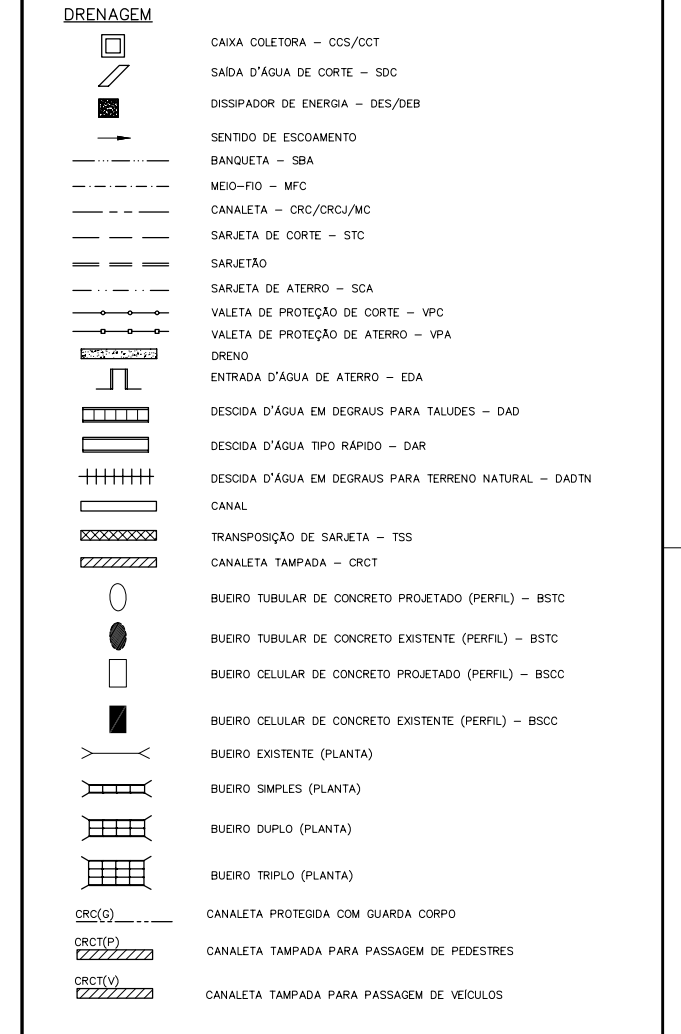 DRENAGEM
CAIXA COLETORA – CCS/CCT
SAÍDA D'ÁGUA DE CORTE – SDC
DISSIPADOR DE ENERGIA – DES/DEB
SENTIDO DE ESCOAMENTO
BANQUETA – SBA
MEIO-FIO – MFC
CANALETA – CRC/CRCJ/MC
SARJETA DE CORTE – STC
SARJETÃO
SARJETA DE ATERRO – SCA
VALETA DE PROTEÇÃO DE CORTE – VPC
VALETA DE PROTEÇÃO DE ATERRO – VPA
DRENO
ENTRADA D'ÁGUA DE ATERRO – EDA
DESCIDA D'ÁGUA EM DEGRAUS PARA TALUDES – DAD
DESCIDA D'ÁGUA TIPO RÁPIDO – DAR
DESCIDA D'ÁGUA EM DEGRAUS PARA TERRENO NATURAL – DADTN
CANAL
TRANSPOSIÇÃO DE SARJETA – TSS
CANALETA TAMPADA – CRCT
BUEIRO TUBULAR DE CONCRETO PROJETADO (PERFIL) – BSTC
BUEIRO TUBULAR DE CONCRETO EXISTENTE (PERFIL) – BSTC
BUEIRO CELULAR DE CONCRETO PROJETADO (PERFIL) – BSCC
BUEIRO CELULAR DE CONCRETO EXISTENTE (PERFIL) – BSCC
BUEIRO EXISTENTE (PLANTA)
BUEIRO SIMPLES (PLANTA)
BUEIRO DUPLO (PLANTA)
BUEIRO TRIPLO (PLANTA)
CRC(G) CANALETA PROTEGIDA COM GUARDA CORPO
CRCT(P) CANALETA TAMPADA PARA PASSAGEM DE PEDESTRES
CRCT(V) CANALETA TAMPADA PARA PASSAGEM DE VEÍCULOS